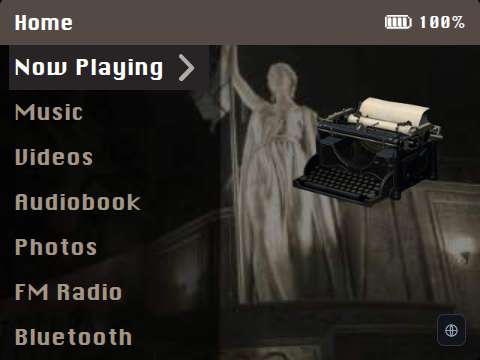 Home
100%
Now Playing
Music
Videos
Audiobook
Photos
FM Radio
Bluetooth